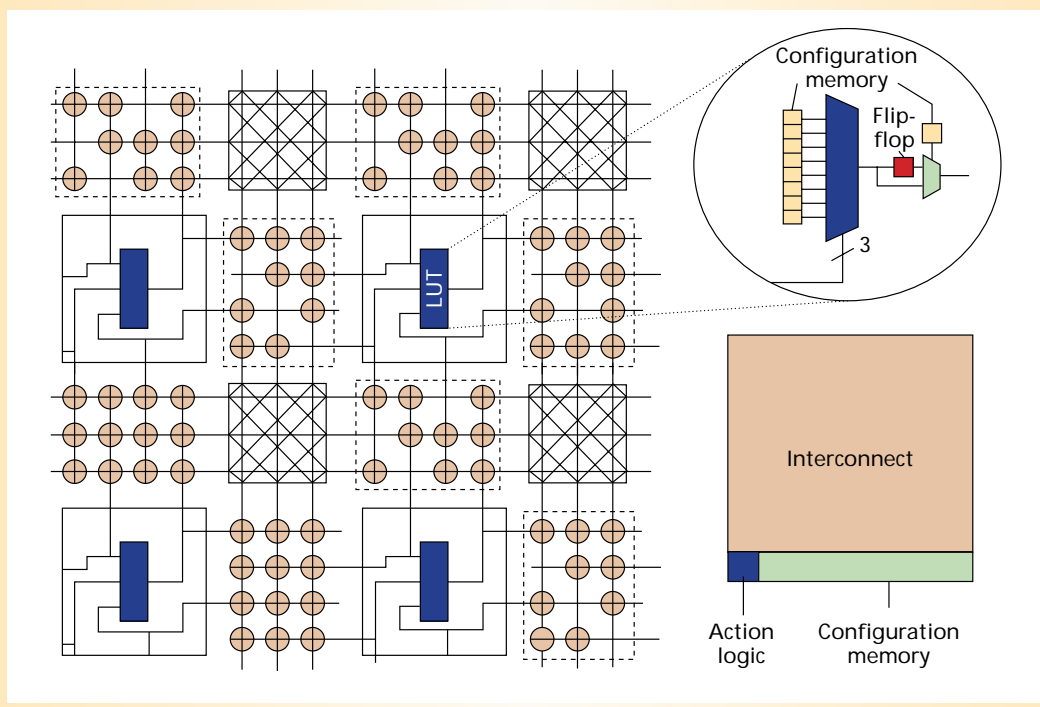 Configuration
memory
Flip-
flop
3
LUT
Interconnect
Action
logic
Configuration
memory